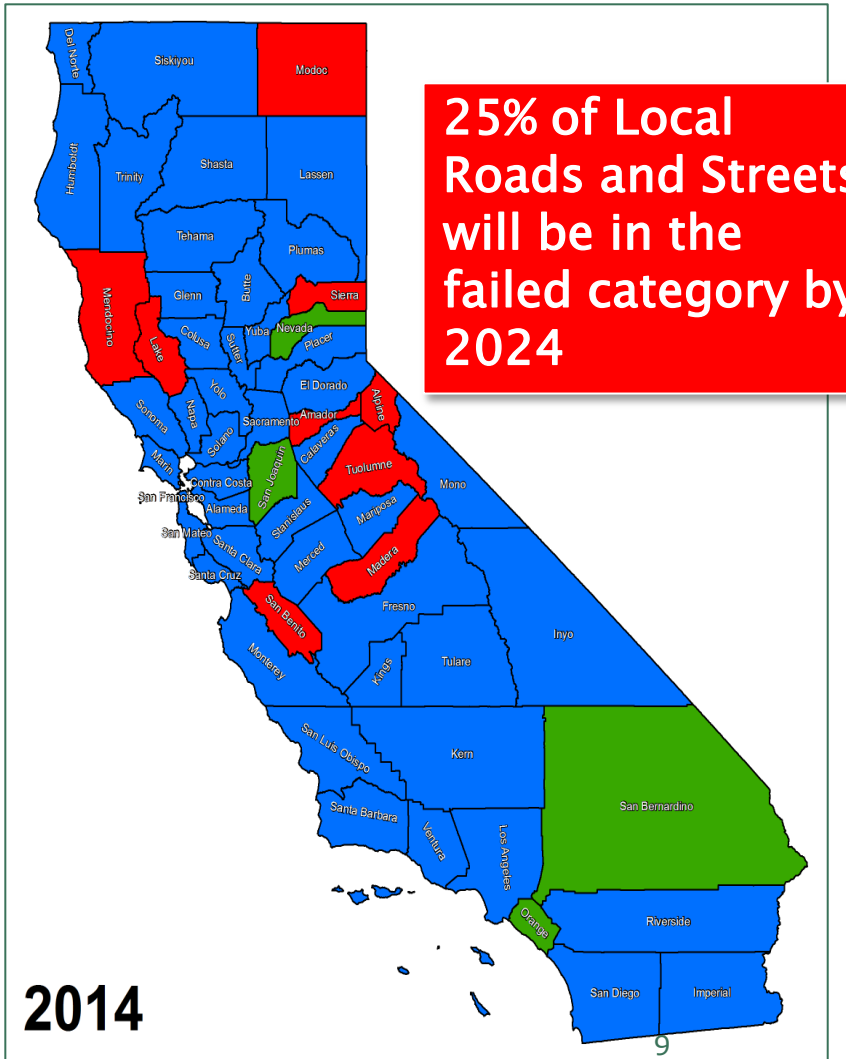 Del Norte
Siskiyou
Modoc
25% of Local
Roads and Streets
will be in the
failed category by
2024
Humboldt
Trinity
Shasta
Lassen
Tehama
Plumas
Mendocino
Lake
Glenn
Butte
Sierra
Colusa
Sutter
Yuba
Nevada
Placer
El Dorado
Sonoma
Napa
Yolo
Solano
Sacramento
Amador
Alpine
Calaveras
Marin
Contra Costa
San Joaquin
Tuolumne
Mono
San Francisco
Alameda
Stanislaus
Mariposa
San Mateo
Santa Clara
Merced
Madera
Santa Cruz
San Benito
Fresno
Inyo
Monterey
Kings
Tulare
San Luis Obispo
Kern
San Bernardino
Santa Barbara
Ventura
Los Angeles
Orange
Riverside
San Diego
Imperial
2014
9